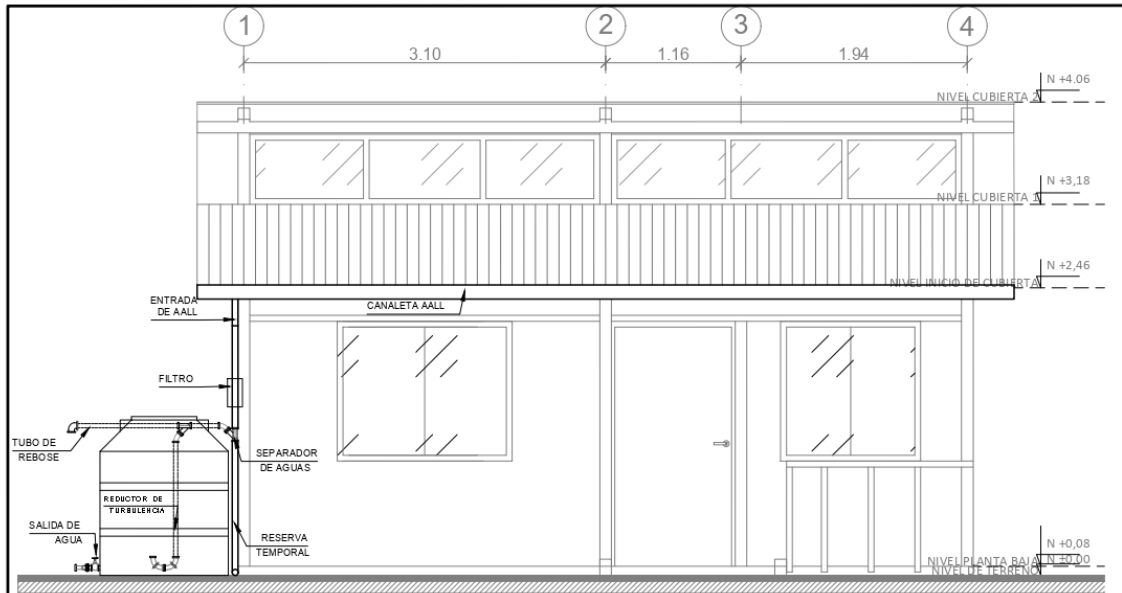 1
2
3
4
3.10
1.16
1.94
N +4.06
NIVEL CUBIERTA 2
N +3,18
NIVEL CUBIERTA 1
N +2,46
NIVEL INICIO DE CUBIERTA
ENTRADA
DE AALL
CANALETA AALL
FILTRO
TUBO DE
REBOSE
SEPARADOR
DE AGUAS
REDUCTOR DE
TURBULENCIA
SALIDA DE
AGUA
RESERVA
TEMPORAL
N +0,08
NIVEL PLANTA BAJA
N ±0.00
NIVEL DE TERRENO